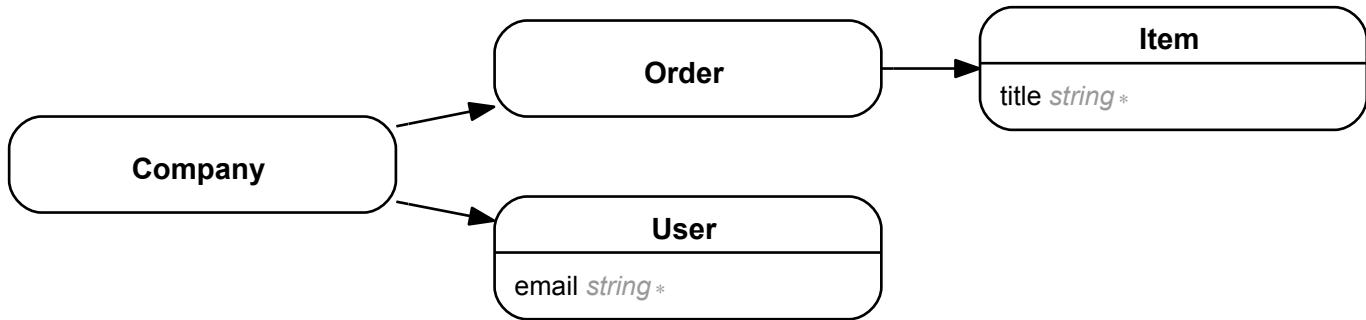 Company
Order
Item
title string *
User
email string *